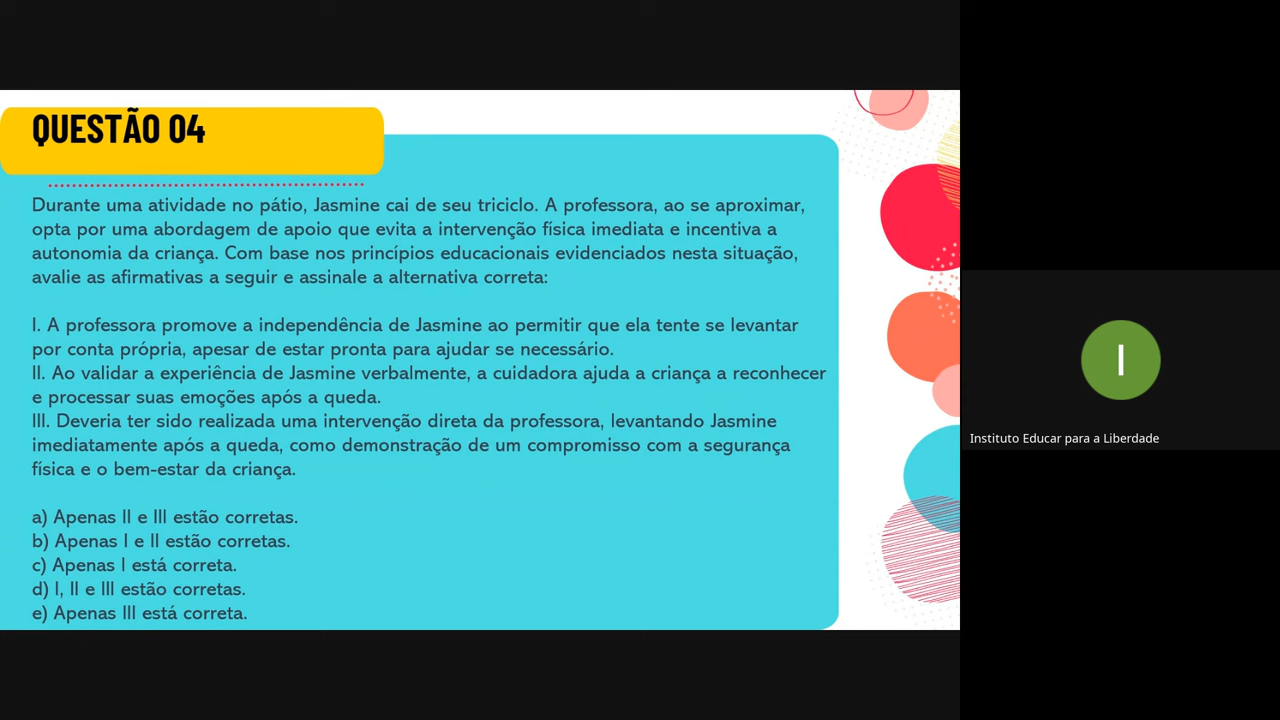 QUESTÃO 04
Durante uma atividade no pátio, Jasmine cai de seu triciclo. A professora, ao se aproximar,
opta por uma abordagem de apoio que evita a intervenção física imediata e incentiva a
autonomia da criança. Com base nos princípios educacionais evidenciados nesta situação,
avalie as afirmativas a seguir e assinale a alternativa correta:
I. A professora promove a independência de Jasmine ao permitir que ela tente se levantar
por conta própria, apesar de estar pronta para ajudar se necessário.
II. Ao validar a experiência de Jasmine verbalmente, a cuidadora ajuda a criança a reconhecer
e processar suas emoções após a queda.
III. Deveria ter sido realizada uma intervenção direta da professora, levantando Jasmine
imediatamente após a queda, como demonstração de um compromisso com a segurança
física e o bem-estar da criança.
a) Apenas II e III estão corretas.
b) Apenas I e II estão corretas.
c) Apenas I está correta.
d) I, II e III estão corretas.
e) Apenas III está correta.
I
Instituto Educar para a Liberdade